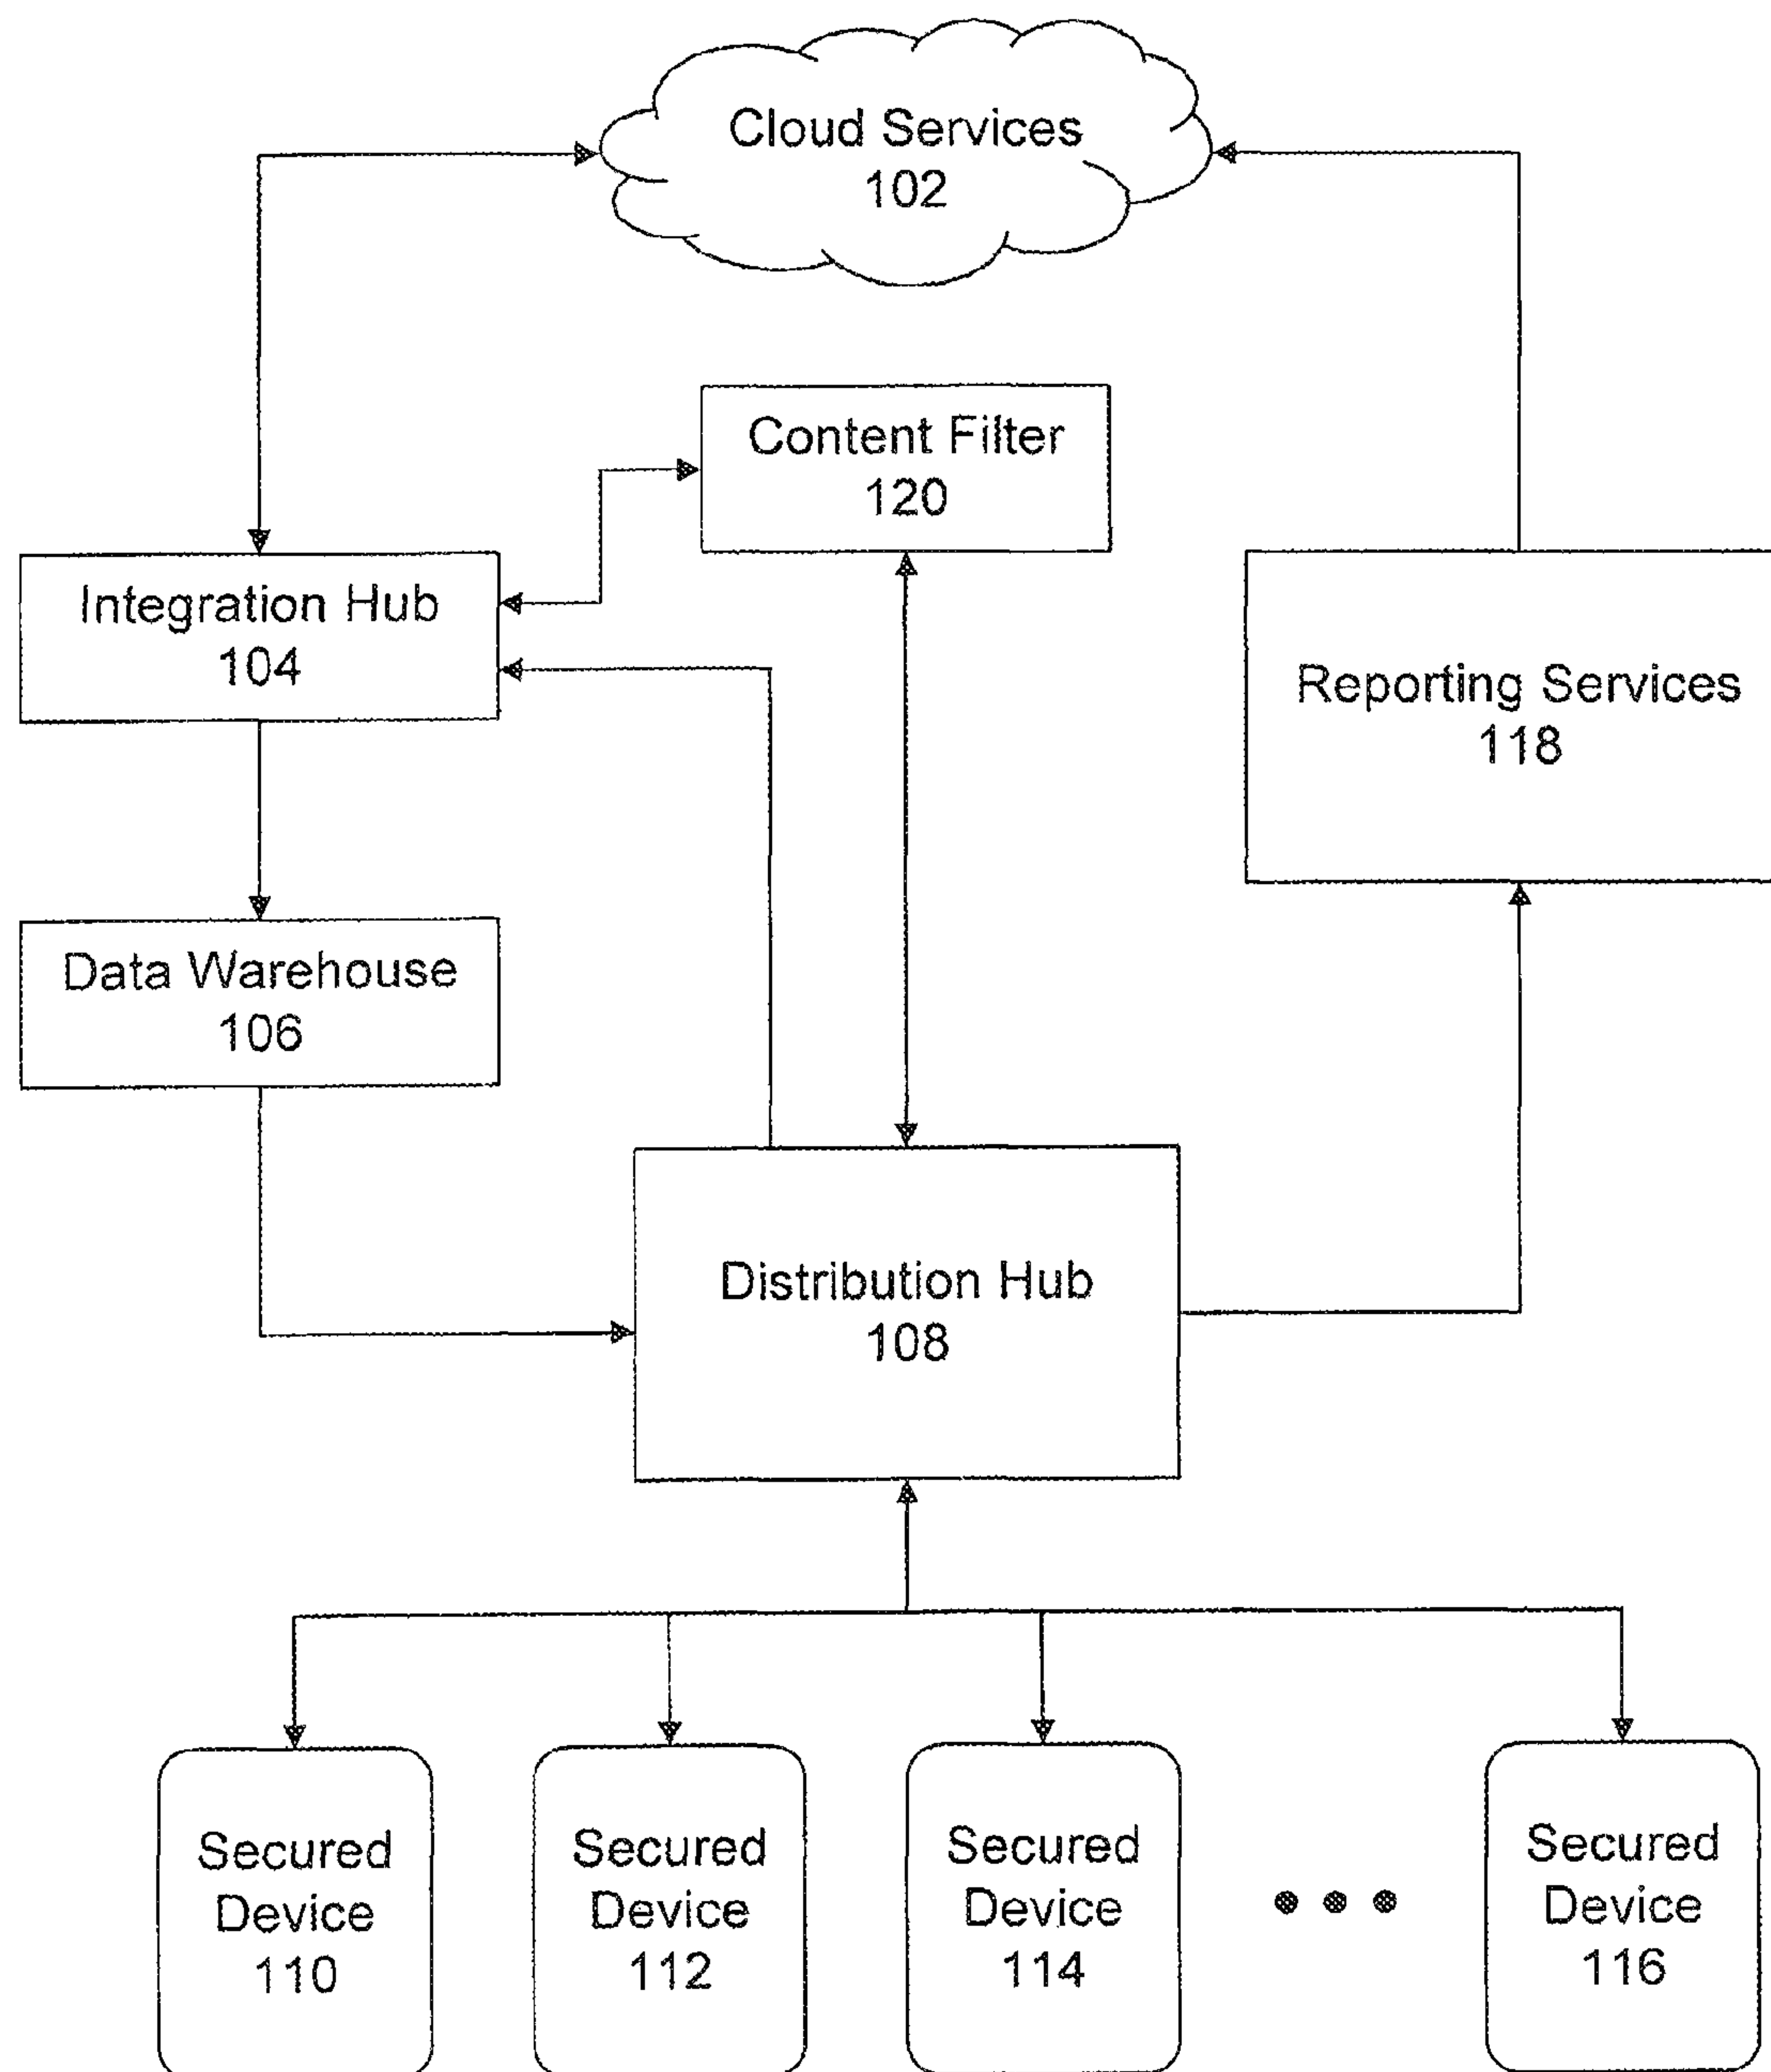 Cloud Services
102
Content Filter
120
Integration Hub
104
Reporting Services
118
Data Warehouse
106
Distribution Hub
108
Secured
Device
110
Secured
Device
112
Secured
Device
114
Secured
Device
116